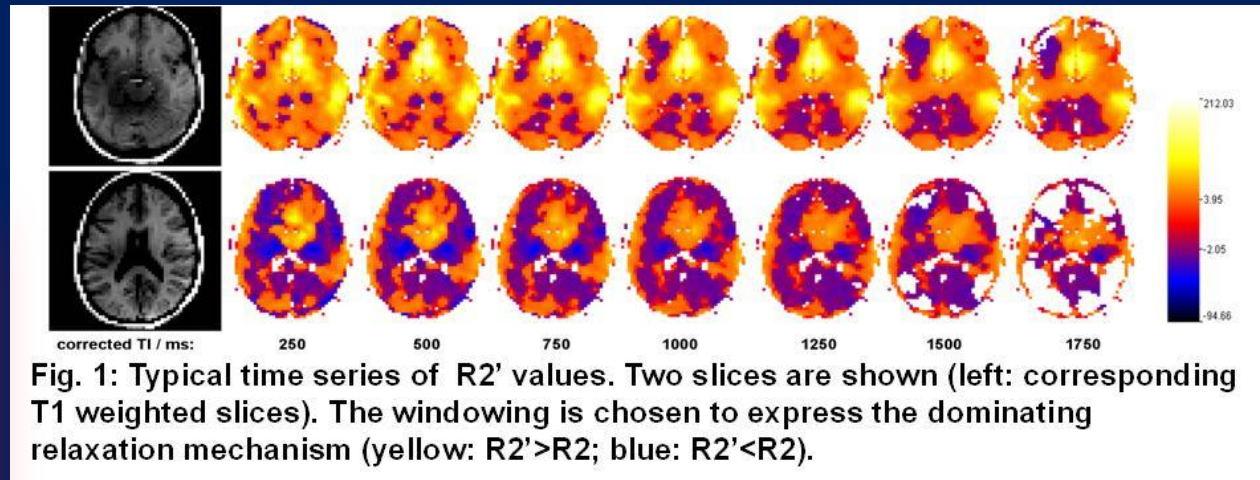 212.03
3.95
-2.05
-94.66
corrected TI / ms: 250 500 750 1000 1250 1500 1750
Fig. 1: Typical time series of R2' values. Two slices are shown (left: corresponding
T1 weighted slices). The windowing is chosen to express the dominating
relaxation mechanism (yellow: R2'>R2; blue: R2'<R2).